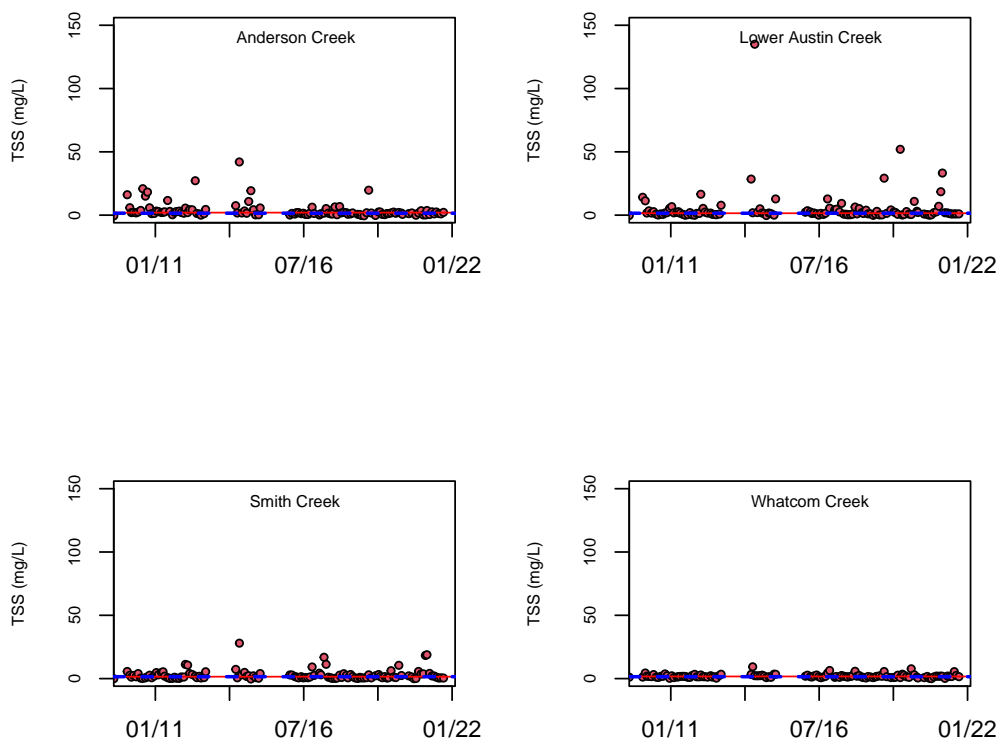 Anderson Creek
TSS (mg/L)
0 50 100 150
01/11 07/16 01/22
Lower Austin Creek
TSS (mg/L)
0 50 100 150
01/11 07/16 01/22
Smith Creek
TSS (mg/L)
0 50 100 150
01/11 07/16 01/22
Whatcom Creek
TSS (mg/L)
0 50 100 150
01/11 07/16 01/22